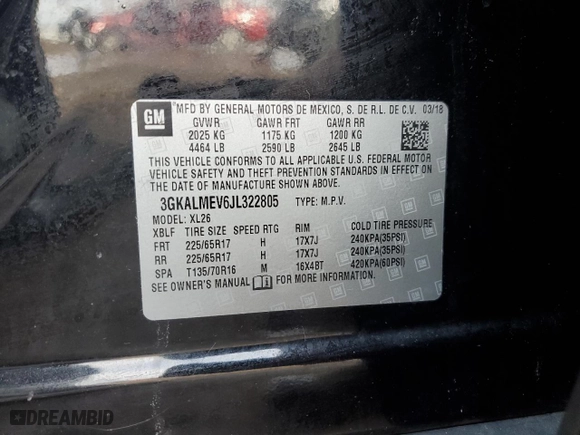 GM
MFD BY GENERAL MOTORS DE MEXICO, S. DE R.L. DE C.V. 03/18
GVWR GAWR FRT GAWR RR
2025 KG 1175 KG 1200 KG
4464 LB 2590 LB 2645 LB
THIS VEHICLE CONFORMS TO ALL APPLICABLE U.S. FEDERAL MOTOR
VEHICLE SAFETY, BUMPER, AND THEFT PREVENTION STANDARDS
IN EFFECT ON THE
DATE OF MANUFACTURE SHOWN ABOVE.
3GKALMEV6JL322805 TYPE: M.P.V.
MODEL: XL26
XBLF TIRE SIZE SPEED RTG RIM COLD TIRE PRESSURE
FRT 225/65R17 H 17X7J 240KPA(35PSI)
RR 225/65R17 H 17X7J 240KPA(35PSI)
SPA T135/70R16 M 16X4BT 420KPA(60PSI)
SEE OWNER'S MANUAL FOR MORE INFORMATION.
DREAMBID